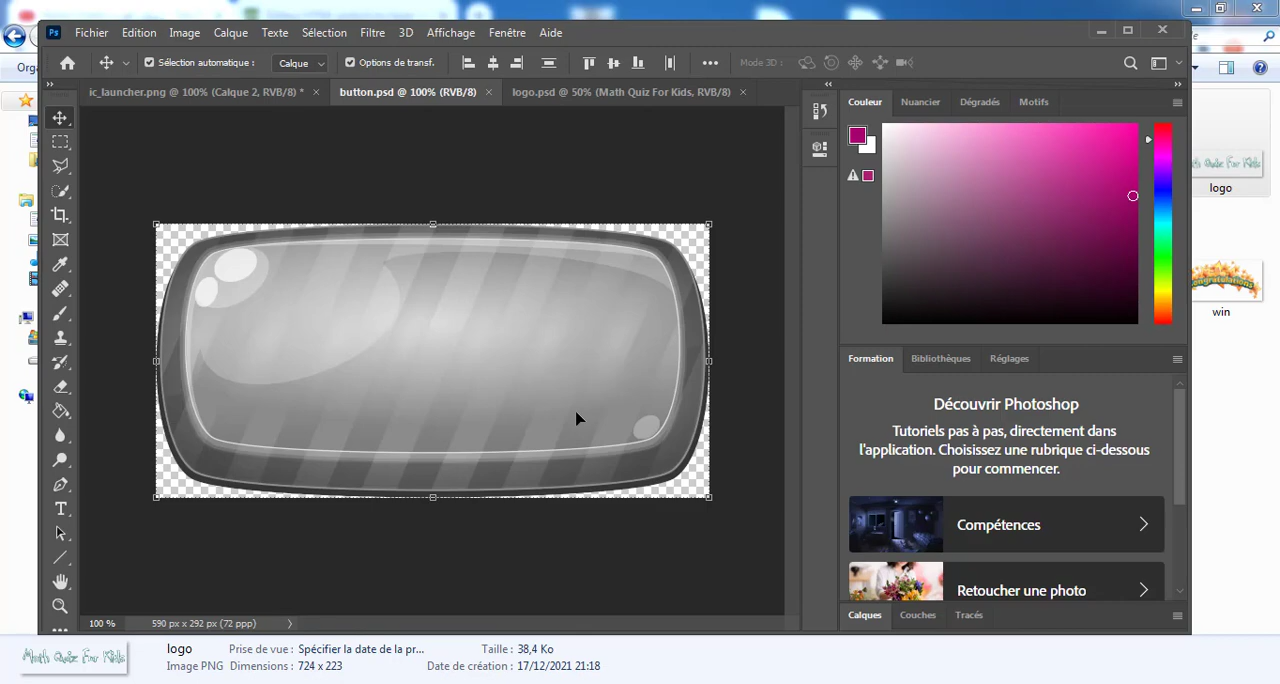 Ps Fichier Edition Image Calque Texte Sélection Filtre 3D Affichage Fenêtre Aide
Sélection automatique : Calque Options de transf. Mode 3D :
ic_launcher.png @ 100% (Calque 2, RVB/8) * button.psd @ 100% (RVB/8) logo.psd @ 50% (Math Quiz For Kids, RVB/8)
Couleur Nuancier Dégradés Motifs
logo
Congratulations
win
Formation Bibliothèques Réglages
Découvrir Photoshop
Tutoriels pas à pas, directement dans
l'application. Choisissez une rubrique ci-dessous
pour commencer.
Compétences
Retoucher une photo
Calques Couches Tracés
100 % 590 px x 292 px (72 ppp)
Math Quiz For Kids
logo Prise de vue : Spécifier la date de la pr... Taille : 38,4 Ko
Image PNG Dimensions : 724 x 223 Date de création : 17/12/2021 21:18